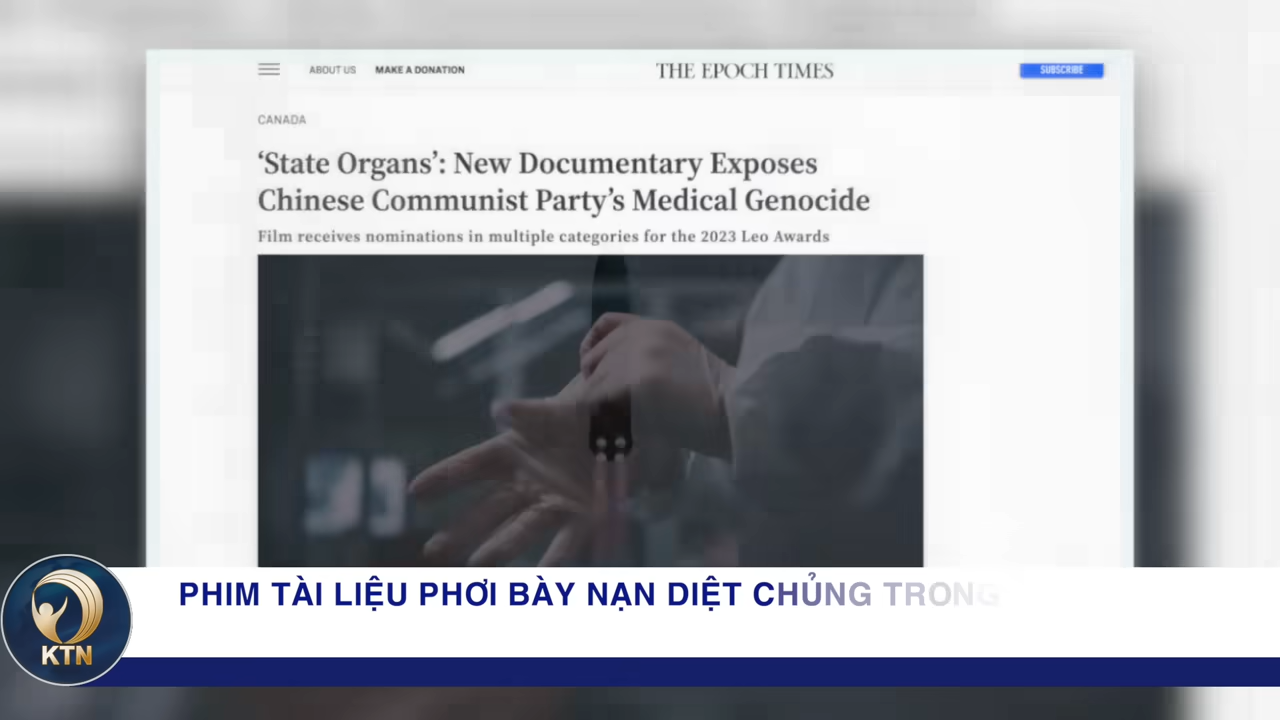 ABOUT US MAKE A DONATION THE EPOCH TIMES SUBSCRIBE
CANADA
‘State Organs’: New Documentary Exposes
Chinese Communist Party’s Medical Genocide
Film receives nominations in multiple categories for the 2023 Leo Awards
PHIM TÀI LIỆU PHƠI BÀY NẠN DIỆT CHỦNG TRONG
KTN